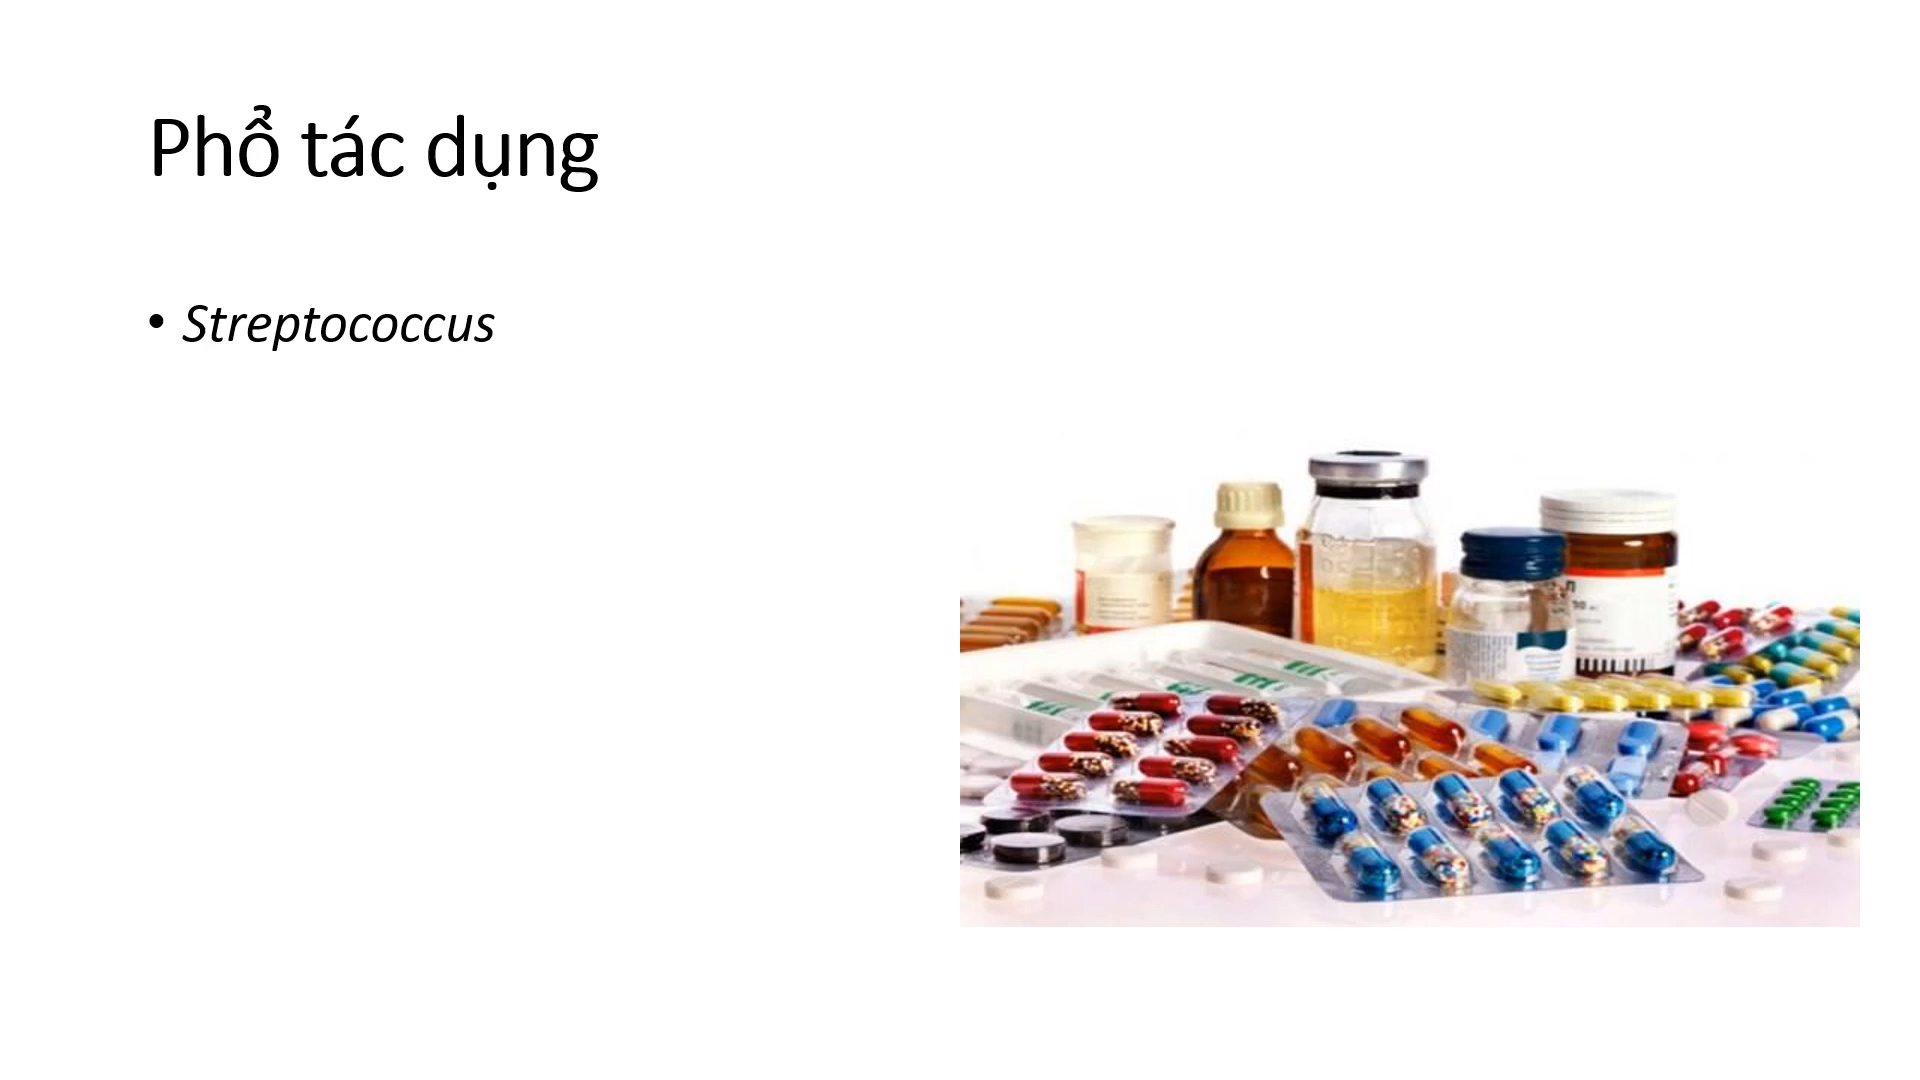 Phổ tác dụng
• Streptococcus